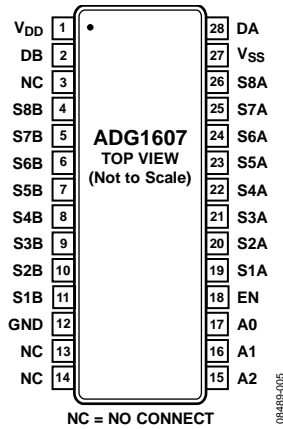 VDD 1
DB 2
NC 3
S8B 4
S7B 5
S6B 6
S5B 7
S4B 8
S3B 9
S2B 10
S1B 11
GND 12
NC 13
NC 14
ADG1607
TOP VIEW
(Not to Scale)
28 DA
27 VSS
26 S8A
25 S7A
24 S6A
23 S5A
22 S4A
21 S3A
20 S2A
19 S1A
18 EN
17 A0
16 A1
15 A2
NC = NO CONNECT
08489-005